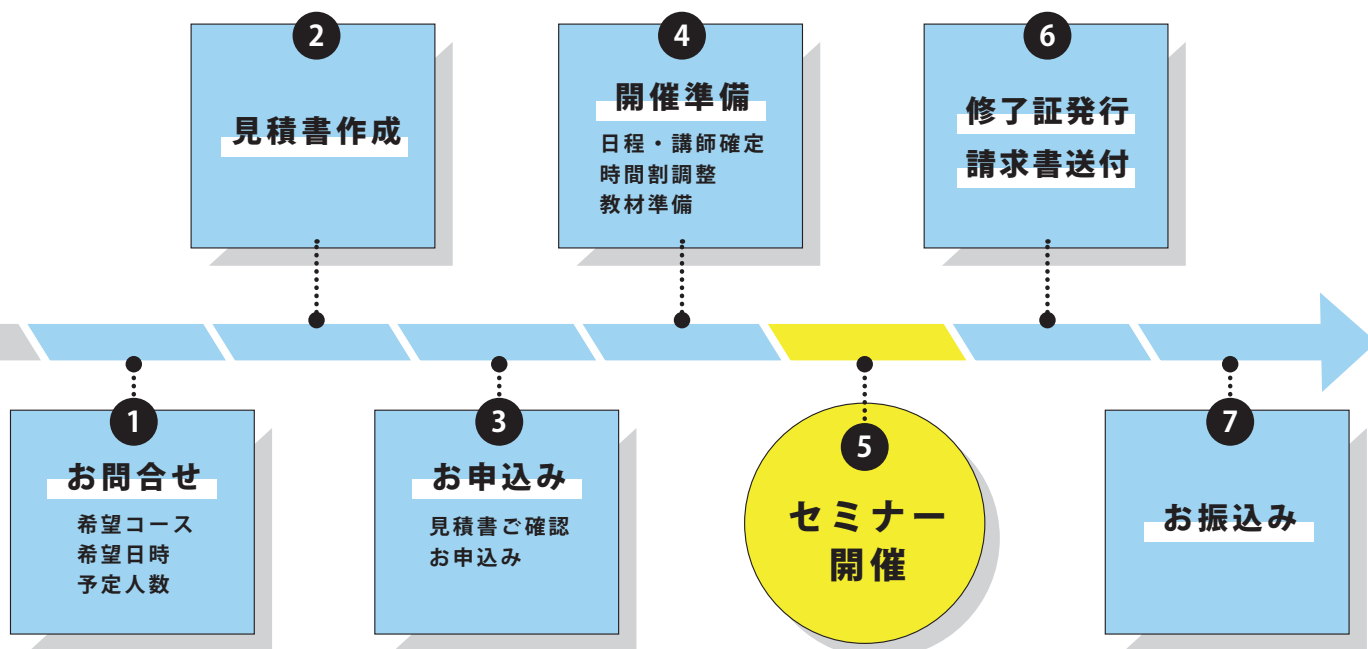 1
お問合せ
希望コース
希望日時
予定人数
2
見積書作成
3
お申込み
見積書ご確認
お申込み
4
開催準備
日程・講師確定
時間割調整
教材準備
5
セミナー
開催
6
修了証発行
請求書送付
7
お振込み